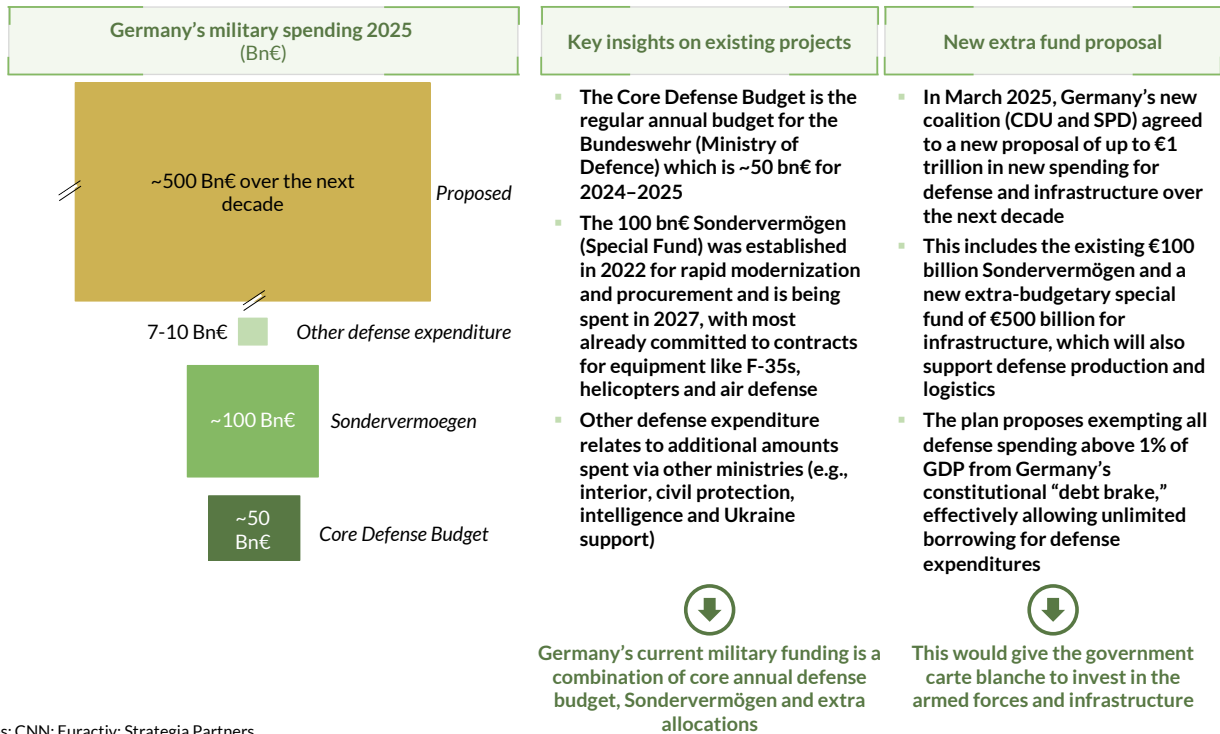 Germany’s military spending 2025
(Bn€)
~500 Bn€ over the next
decade
Proposed
7-10 Bn€
Other defense expenditure
~100 Bn€
Sondervermoegen
~50
Bn€
Core Defense Budget
Key insights on existing projects
▪ The Core Defense Budget is the
regular annual budget for the
Bundeswehr (Ministry of
Defence) which is ~50 bn€ for
2024–2025
▪ The 100 bn€ Sondervermögen
(Special Fund) was established
in 2022 for rapid modernization
and procurement and is being
spent in 2027, with most
already committed to contracts
for equipment like F-35s,
helicopters and air defense
▪ Other defense expenditure
relates to additional amounts
spent via other ministries (e.g.,
interior, civil protection,
intelligence and Ukraine
support)
Germany’s current military funding is a
combination of core annual defense
budget, Sondervermögen and extra
allocations
New extra fund proposal
▪ In March 2025, Germany’s new
coalition (CDU and SPD) agreed
to a new proposal of up to €1
trillion in new spending for
defense and infrastructure over
the next decade
▪ This includes the existing €100
billion Sondervermögen and a
new extra-budgetary special
fund of €500 billion for
infrastructure, which will also
support defense production and
logistics
▪ The plan proposes exempting all
defense spending above 1% of
GDP from Germany’s
constitutional “debt brake,”
effectively allowing unlimited
borrowing for defense
expenditures
This would give the government
carte blanche to invest in the
armed forces and infrastructure
CNN; Euractiv; Strategia Partners